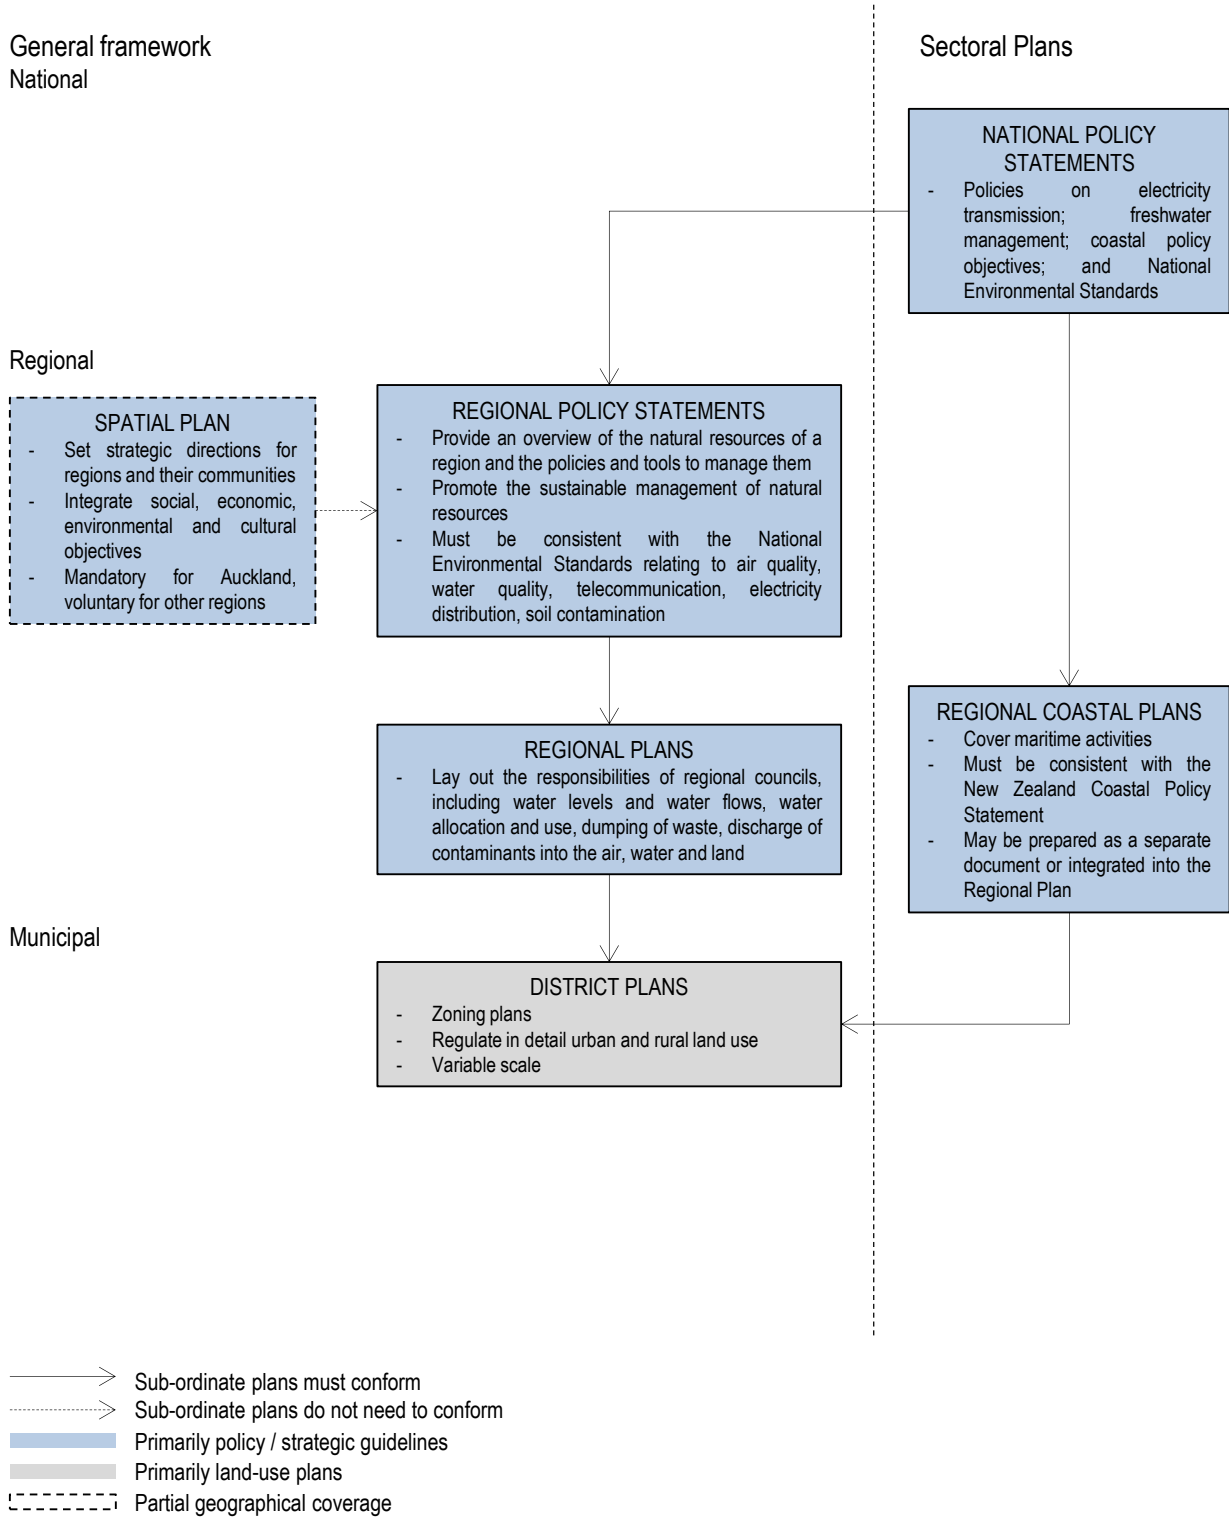 General framework
National
Sectoral Plans
NATIONAL POLICY
STATEMENTS
- Policies on electricity
transmission; freshwater
management; coastal policy
objectives; and National
Environmental Standards
Regional
SPATIAL PLAN
- Set strategic directions for
regions and their communities
- Integrate social, economic,
environmental and cultural
objectives
- Mandatory for Auckland,
voluntary for other regions
REGIONAL POLICY STATEMENTS
- Provide an overview of the natural resources of a
region and the policies and tools to manage them
- Promote the sustainable management of natural
resources
- Must be consistent with the National
Environmental Standards relating to air quality,
water quality, telecommunication, electricity
distribution, soil contamination
REGIONAL PLANS
- Lay out the responsibilities of regional councils,
including water levels and water flows, water
allocation and use, dumping of waste, discharge of
contaminants into the air, water and land
REGIONAL COASTAL PLANS
- Cover maritime activities
- Must be consistent with the
New Zealand Coastal Policy
Statement
- May be prepared as a separate
document or integrated into the
Regional Plan
Municipal
DISTRICT PLANS
- Zoning plans
- Regulate in detail urban and rural land use
- Variable scale
Sub-ordinate plans must conform
Sub-ordinate plans do not need to conform
Primarily policy / strategic guidelines
Primarily land-use plans
Partial geographical coverage